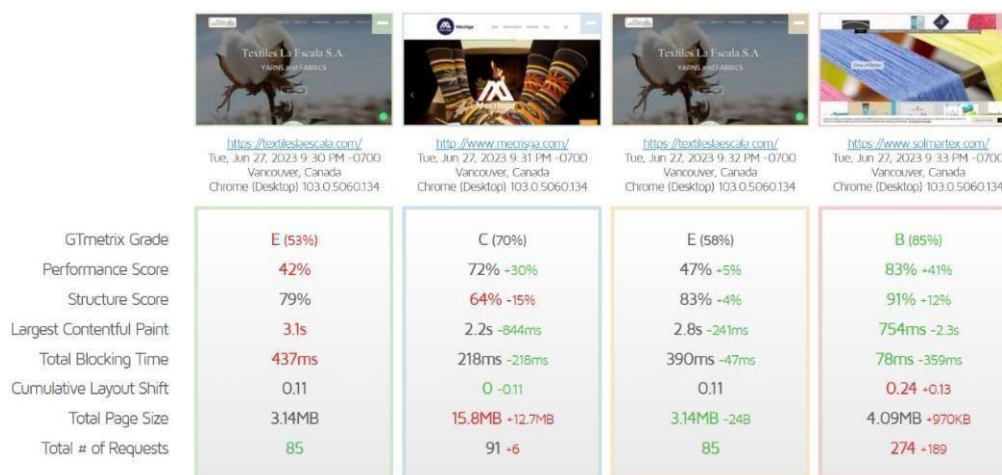 Textiles La Escala S.A.
YARNS and FABRICS
Mecrisga
Mecrisga
Textiles La Escala S.A.
YARNS and FABRICS
https://textileslaescala.com/
Tue, Jun 27, 2023 9:30 PM -0700
Vancouver, Canada
Chrome (Desktop) 103.0.5060.134
http://www.mecrisga.com/
Tue, Jun 27, 2023 9:31 PM -0700
Vancouver, Canada
Chrome (Desktop) 103.0.5060.134
https://textileslaescala.com/
Tue, Jun 27, 2023 9:32 PM -0700
Vancouver, Canada
Chrome (Desktop) 103.0.5060.134
https://www.solmartex.com/
Tue, Jun 27, 2023 9:33 PM -0700
Vancouver, Canada
Chrome (Desktop) 103.0.5060.134
GTmetrix Grade E (53%) C (70%) E (58%) B (85%)
Performance Score 42% 72% +30% 47% +5% 83% +41%
Structure Score 79% 64% -15% 83% +4% 91% +12%
Largest Contentful Paint 3.1s 2.2s -844ms 2.8s -241ms 754ms -2.3s
Total Blocking Time 437ms 218ms -218ms 390ms -47ms 78ms -359ms
Cumulative Layout Shift 0.11 0 -0.11 0.11 0.24 +0.13
Total Page Size 3.14MB 15.8MB +12.7MB 3.14MB -24B 4.09MB +970KB
Total # of Requests 85 91 +6 85 274 +189